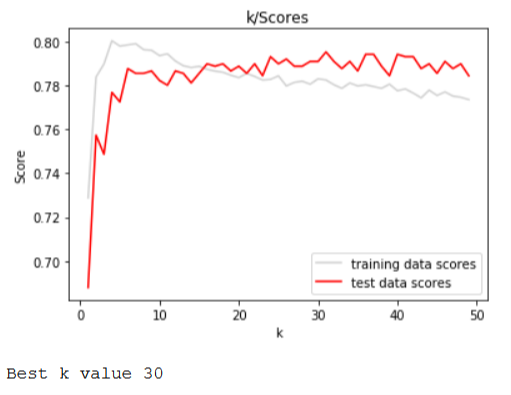 k/Scores
0.80
0.78
0.76
0.74
0.72
0.70
Score
0 10 20 30 40 50
k
training data scores
test data scores
Best k value 30